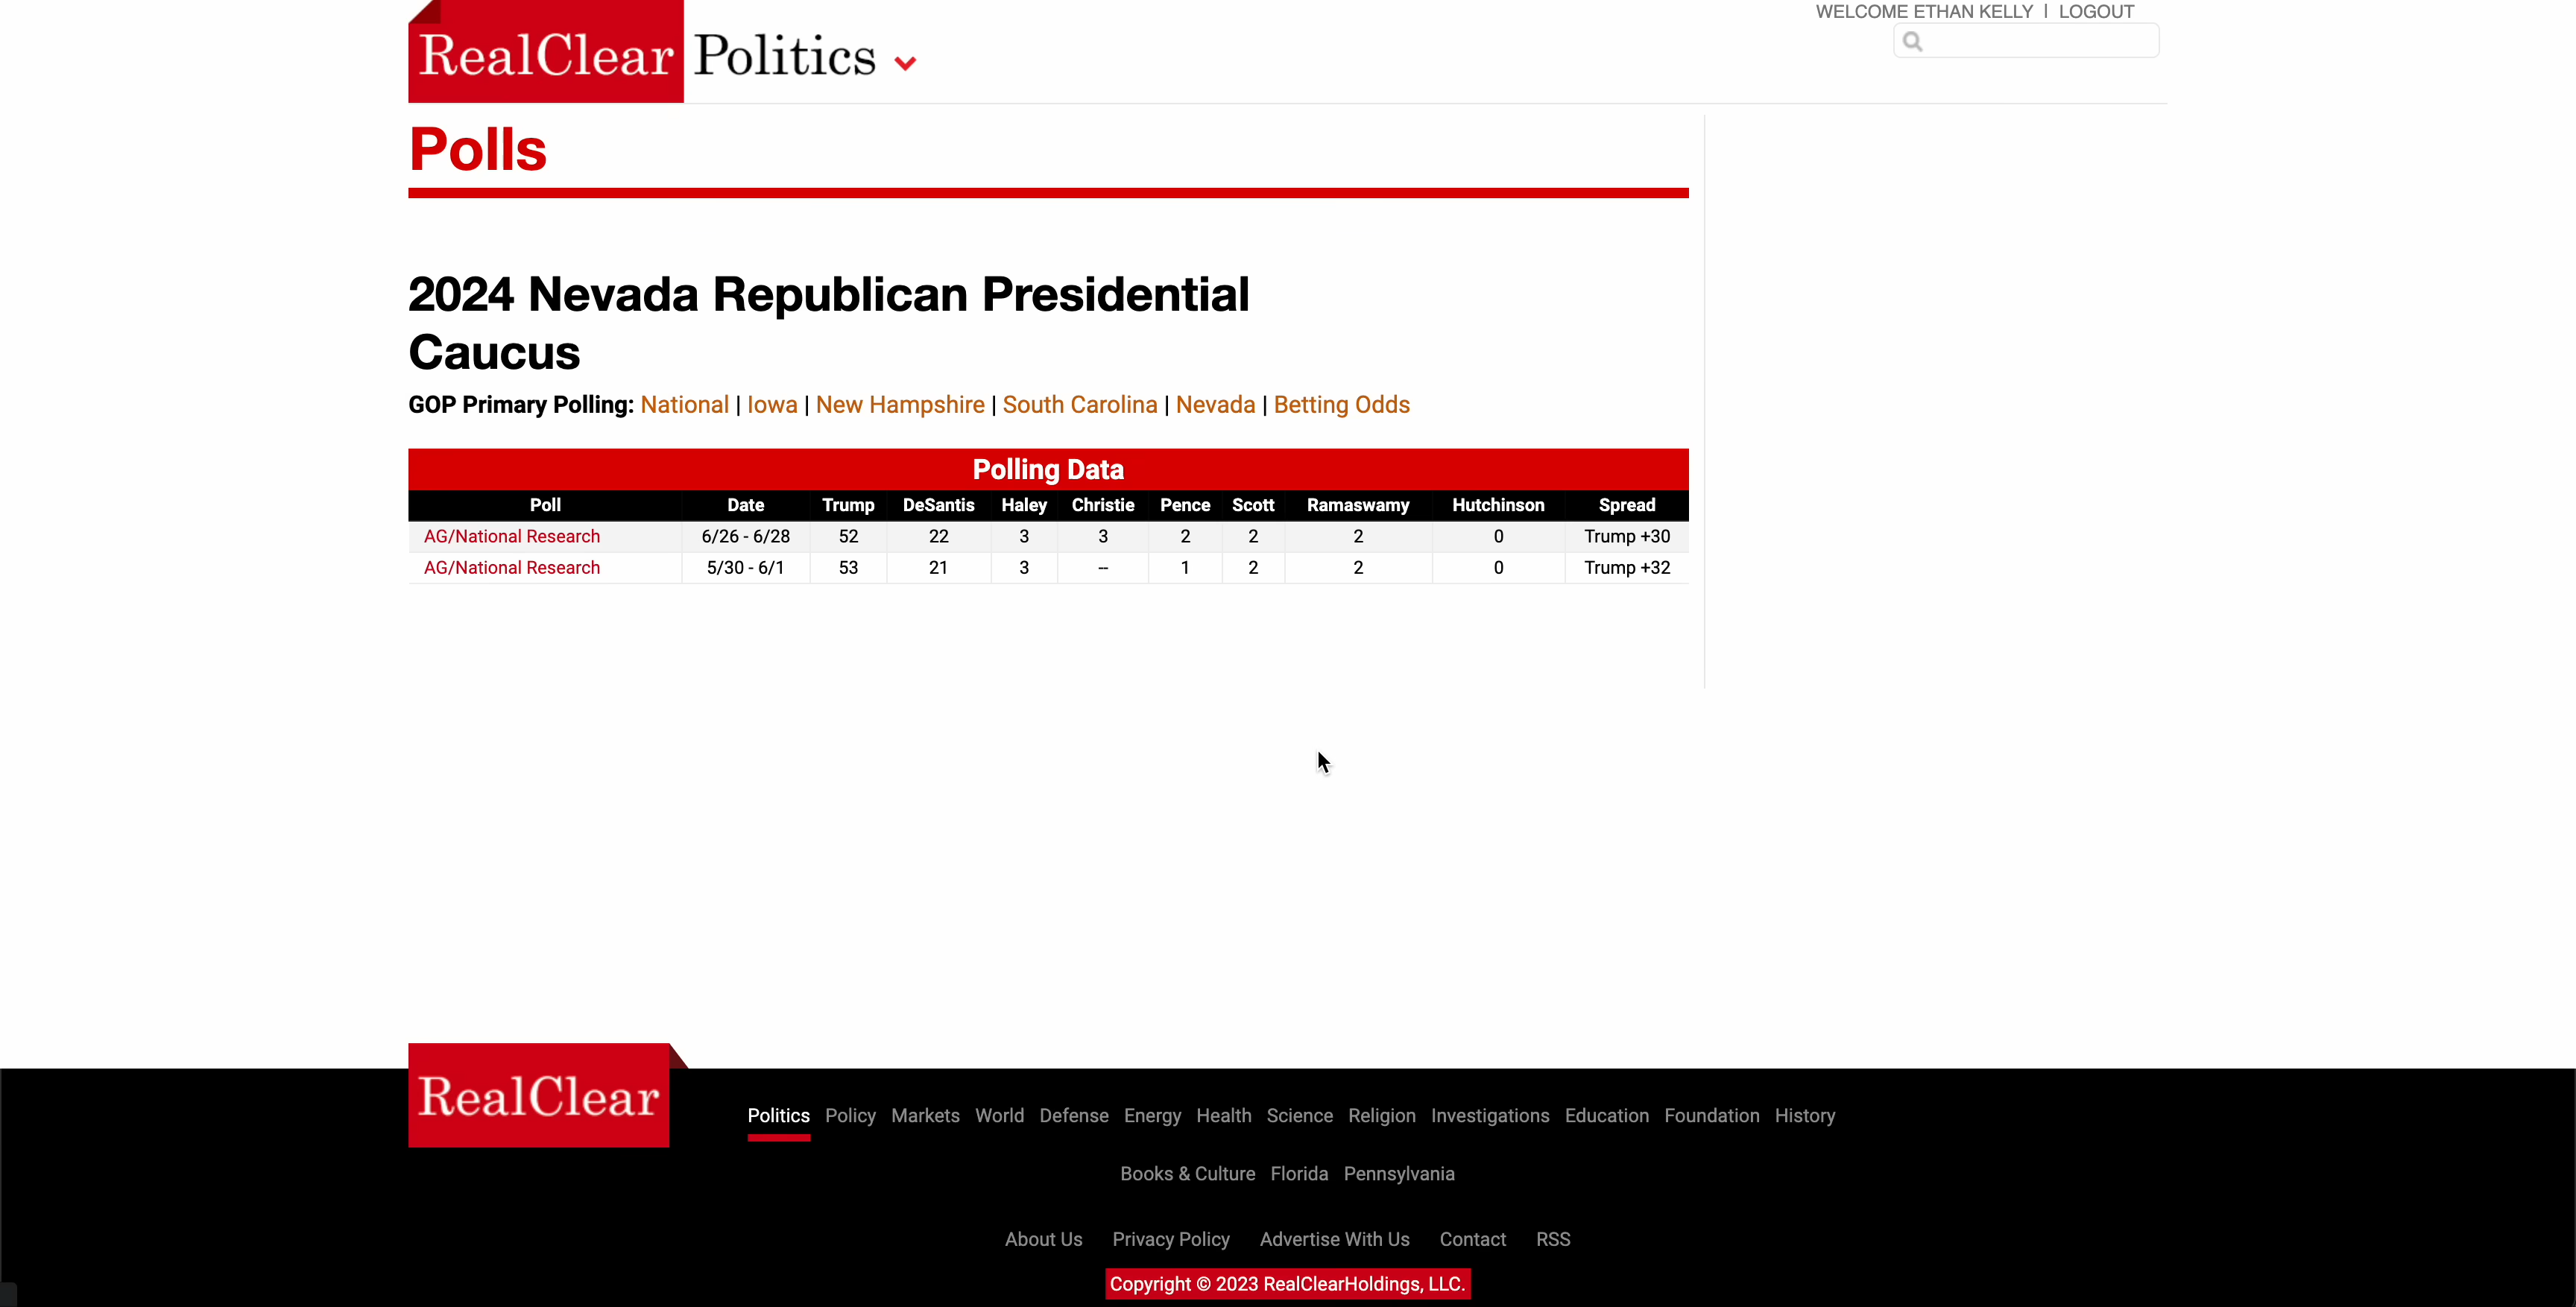 WELCOME ETHAN KELLY | LOGOUT
RealClear Politics
Polls
2024 Nevada Republican Presidential
Caucus
GOP Primary Polling: National | Iowa | New Hampshire | South Carolina | Nevada | Betting Odds
Polling Data
Poll Date Trump DeSantis Haley Christie Pence Scott Ramaswamy Hutchinson Spread
AG/National Research 6/26 - 6/28 52 22 3 3 2 2 2 0 Trump +30
AG/National Research 5/30 - 6/1 53 21 3 -- 1 2 2 0 Trump +32
RealClear
Politics Policy Markets World Defense Energy Health Science Religion Investigations Education Foundation History
Books & Culture Florida Pennsylvania
About Us Privacy Policy Advertise With Us Contact RSS
Copyright © 2023 RealClearHoldings, LLC.